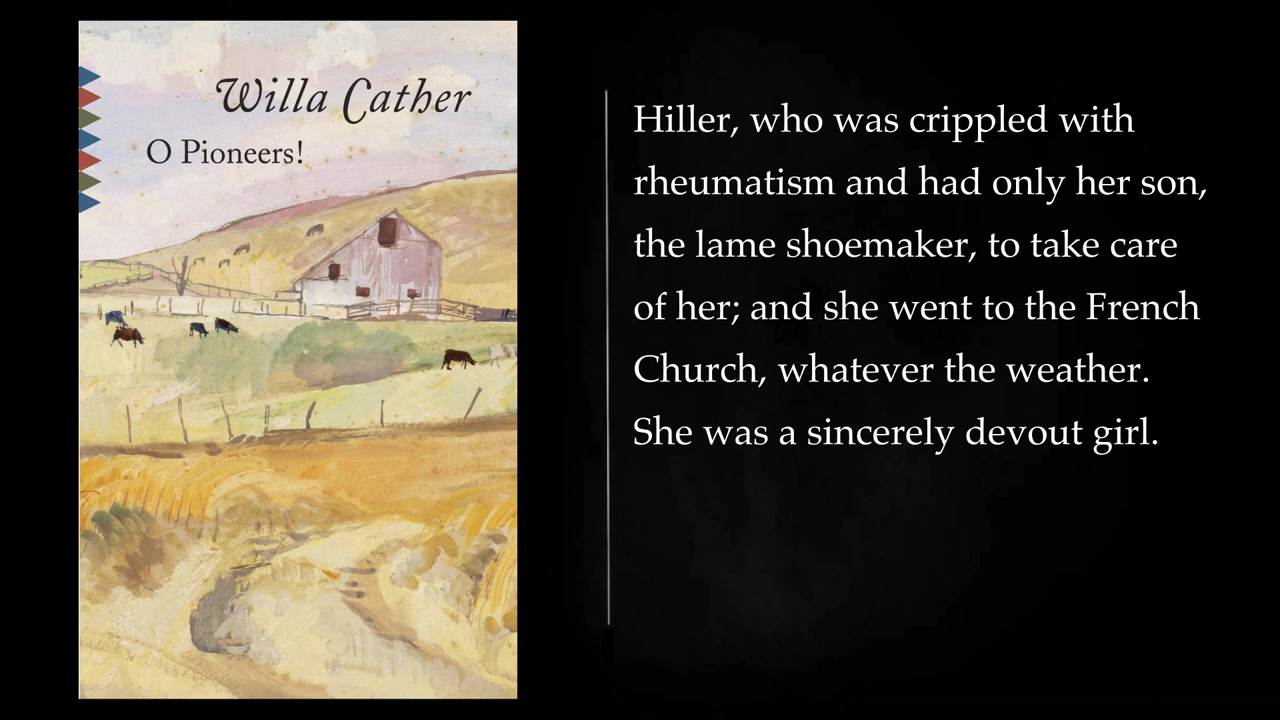 Willa Cather
O Pioneers!
Hiller, who was crippled with
rheumatism and had only her son,
the lame shoemaker, to take care
of her; and she went to the French
Church, whatever the weather.
She was a sincerely devout girl.